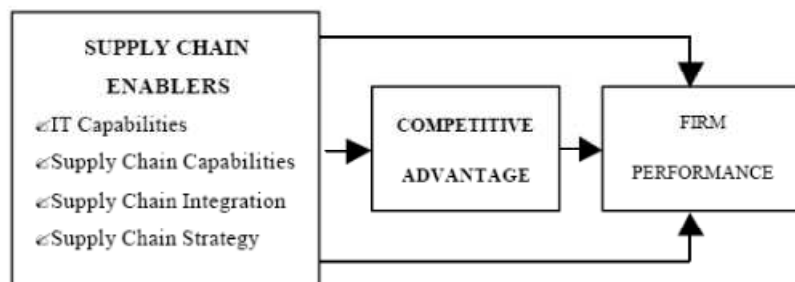 SUPPLY CHAIN
ENABLERS
IT Capabilities
Supply Chain Capabilities
Supply Chain Integration
Supply Chain Strategy
COMPETITIVE
ADVANTAGE
FIRM
PERFORMANCE